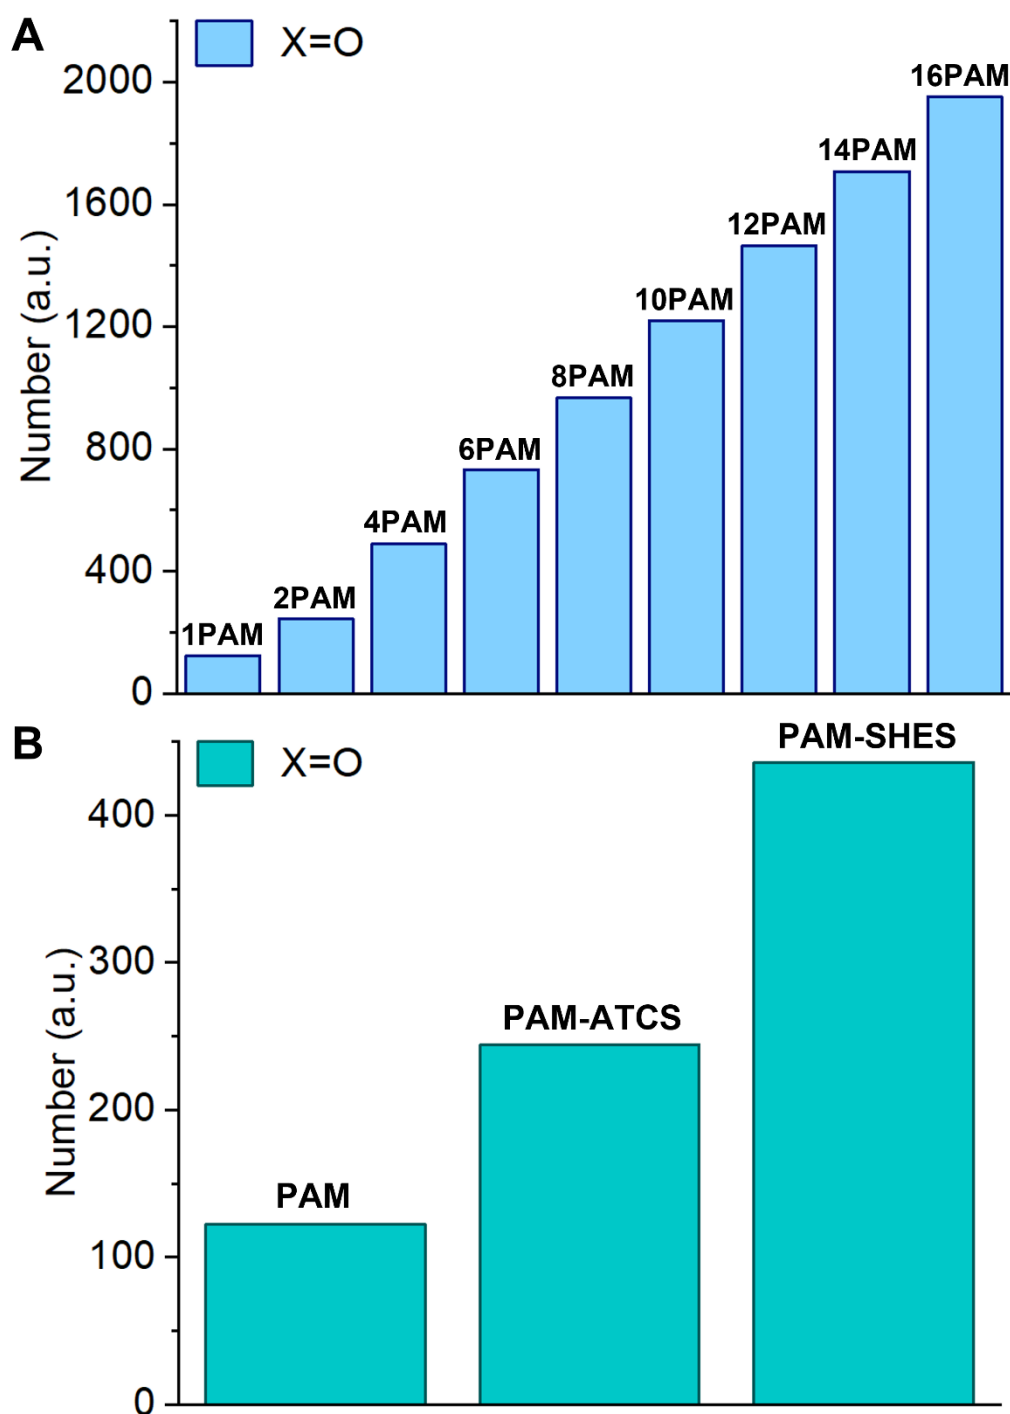 A
X=O
Number (a.u.)
2000
1600
1200
800
400
0
1PAM
2PAM
4PAM
6PAM
8PAM
10PAM
12PAM
14PAM
16PAM
B
X=O
Number (a.u.)
400
300
200
100
0
PAM
PAM-ATCS
PAM-SHES